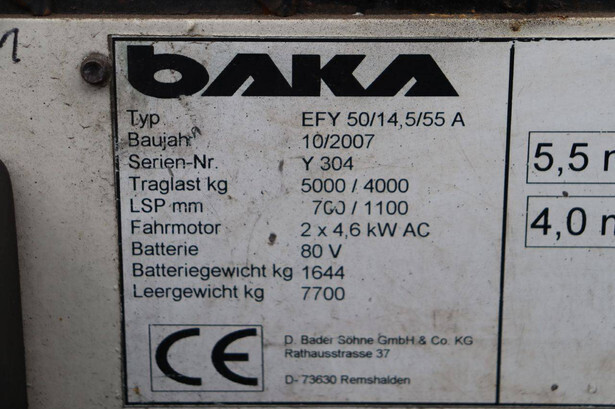 BAKA
Typ EFY 50/14,5/55 A
Baujahr 10/2007
Serien-Nr. Y 304
Traglast kg 5000 / 4000
LSP mm 700 / 1100
Fahrmotor 2 x 4,6 kW AC
Batterie 80 V
Batteriegewicht kg 1644
Leergewicht kg 7700
5,5
4,0
CE
D. Bader Söhne GmbH & Co. KG
Rathausstrasse 37
D- 73630 Remshalden